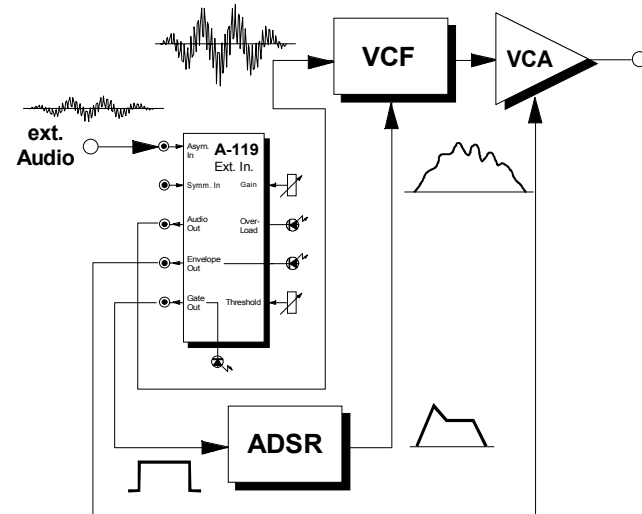 VCF
VCA
ext.
Audio
A-119
Ext. In.
Asym.
In
Symm. In
Gain
Audio
Out
Over-
Load
Envelope
Out
Gate
Out
Threshold
ADSR